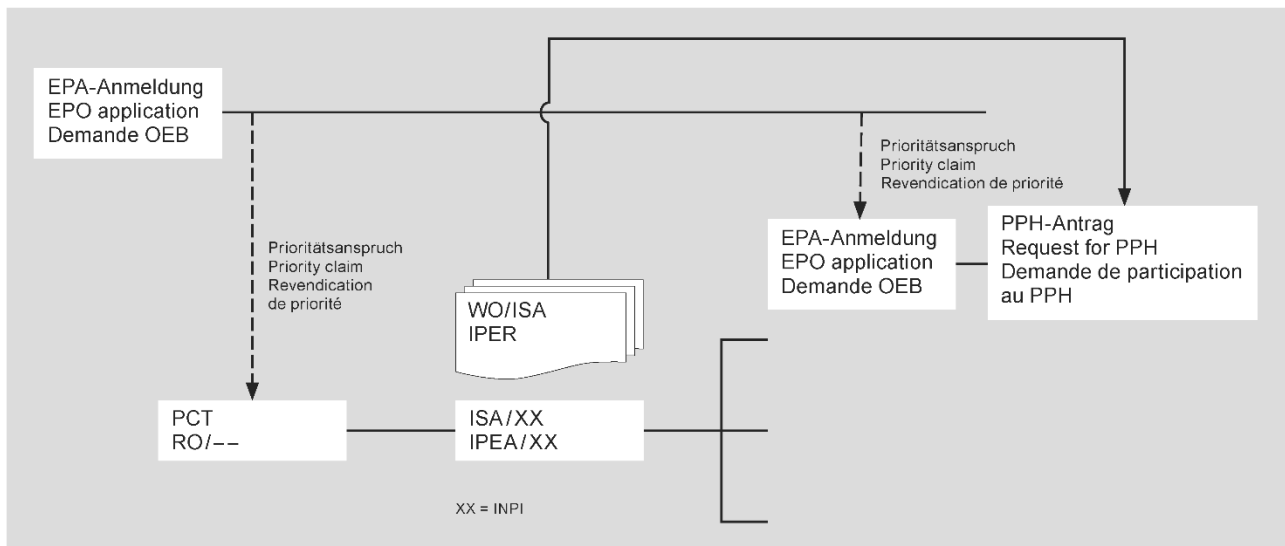 EPA-Anmeldung
EPO application
Demande OEB
Prioritätsanspruch
Priority claim
Revendication de priorité
Prioritätsanspruch
Priority claim
Revendication
de priorité
EPA-Anmeldung
EPO application
Demande OEB
PPH-Antrag
Request for PPH
Demande de participation
au PPH
WO/ISA
IPER
PCT
RO/––
ISA/XX
IPEA/XX
XX = INPI